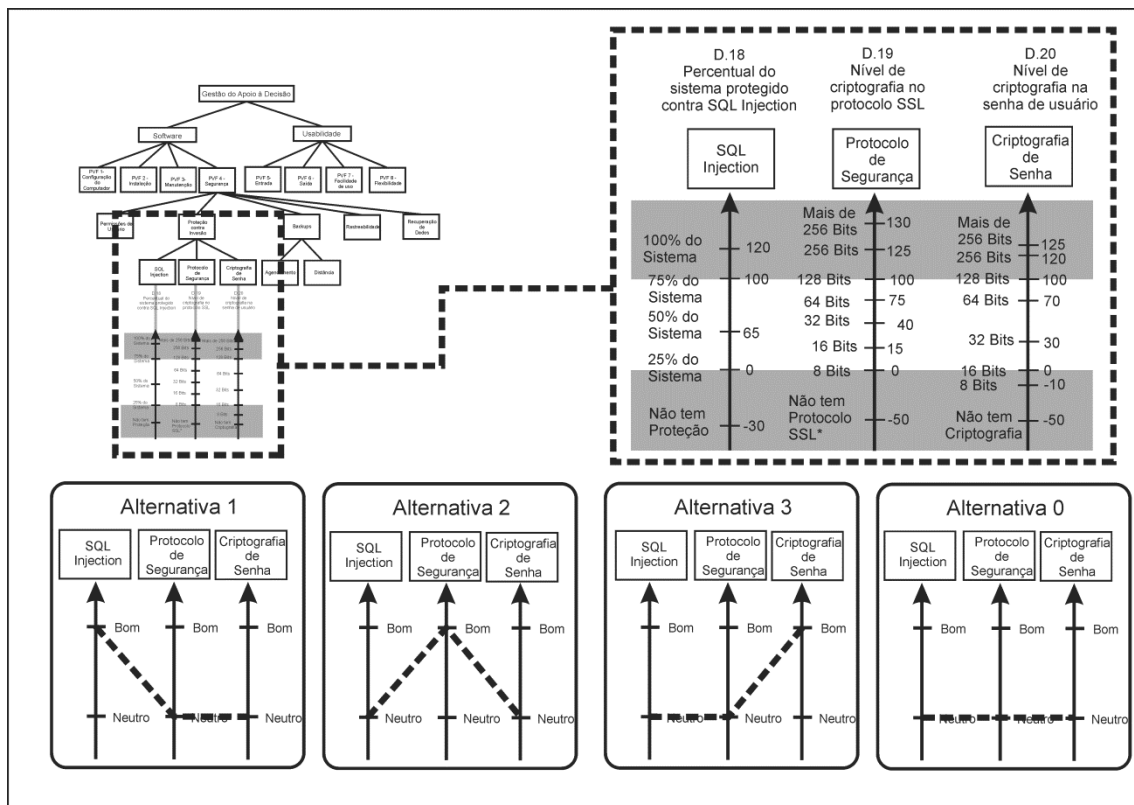 Gestão do Apoio à Decisão
Software
Usabilidade
PVF 1-
Configuração
do
Computador
PVF 2 -
Instalação
PVF 3-
Manutenção
PVF 4 -
Segurança
PVF 5-
Entrada
PVF 6 -
Saída
PVF 7 -
Facilidade
de uso
PVF 8 -
Flexibilidade
Permissões de
Usuário
Proteção
contra
Invasão
Backups
Rastreabilidade
Recuperação
de Dados
SQL
Injection
Protocolo
de
Segurança
Criptografia
de
Senha
Agendamento
Distância
D.18
Percentual do
sistema protegido
contra SQL Injection
D.19
Nível de
criptografia no
protocolo SSL
D.20
Nível de
criptografia na
senha de usuário
SQL
Injection
Protocolo
de
Segurança
Criptografia
de
Senha
100% do
Sistema
120
75% do
Sistema
100
50% do
Sistema
65
25% do
Sistema
0
Não tem
Proteção
-30
Mais de
256 Bits
130
256 Bits
125
128 Bits
100
64 Bits
75
32 Bits
40
16 Bits
15
8 Bits
0
Não tem
Protocolo
SSL*
-50
Mais de
256 Bits
125
256 Bits
120
128 Bits
100
64 Bits
70
32 Bits
30
16 Bits
0
8 Bits
-10
Não tem
Criptografia
-50
Alternativa 1
SQL
Injection
Protocolo
de
Segurança
Criptografia
de
Senha
Bom
Bom
Bom
Neutro
Neutro
Neutro
Alternativa 2
SQL
Injection
Protocolo
de
Segurança
Criptografia
de Senha
Bom
Bom
Bom
Neutro
Neutro
Neutro
Alternativa 3
SQL
Injection
Protocolo
de
Segurança
Criptografia
de
Senha
Bom
Bom
Bom
Neutro
Neutro
Neutro
Alternativa 0
SQL
Injection
Protocolo
de
Segurança
Criptografia
de
Senha
Bom
Bom
Bom
Neutro
Neutro
Neutro